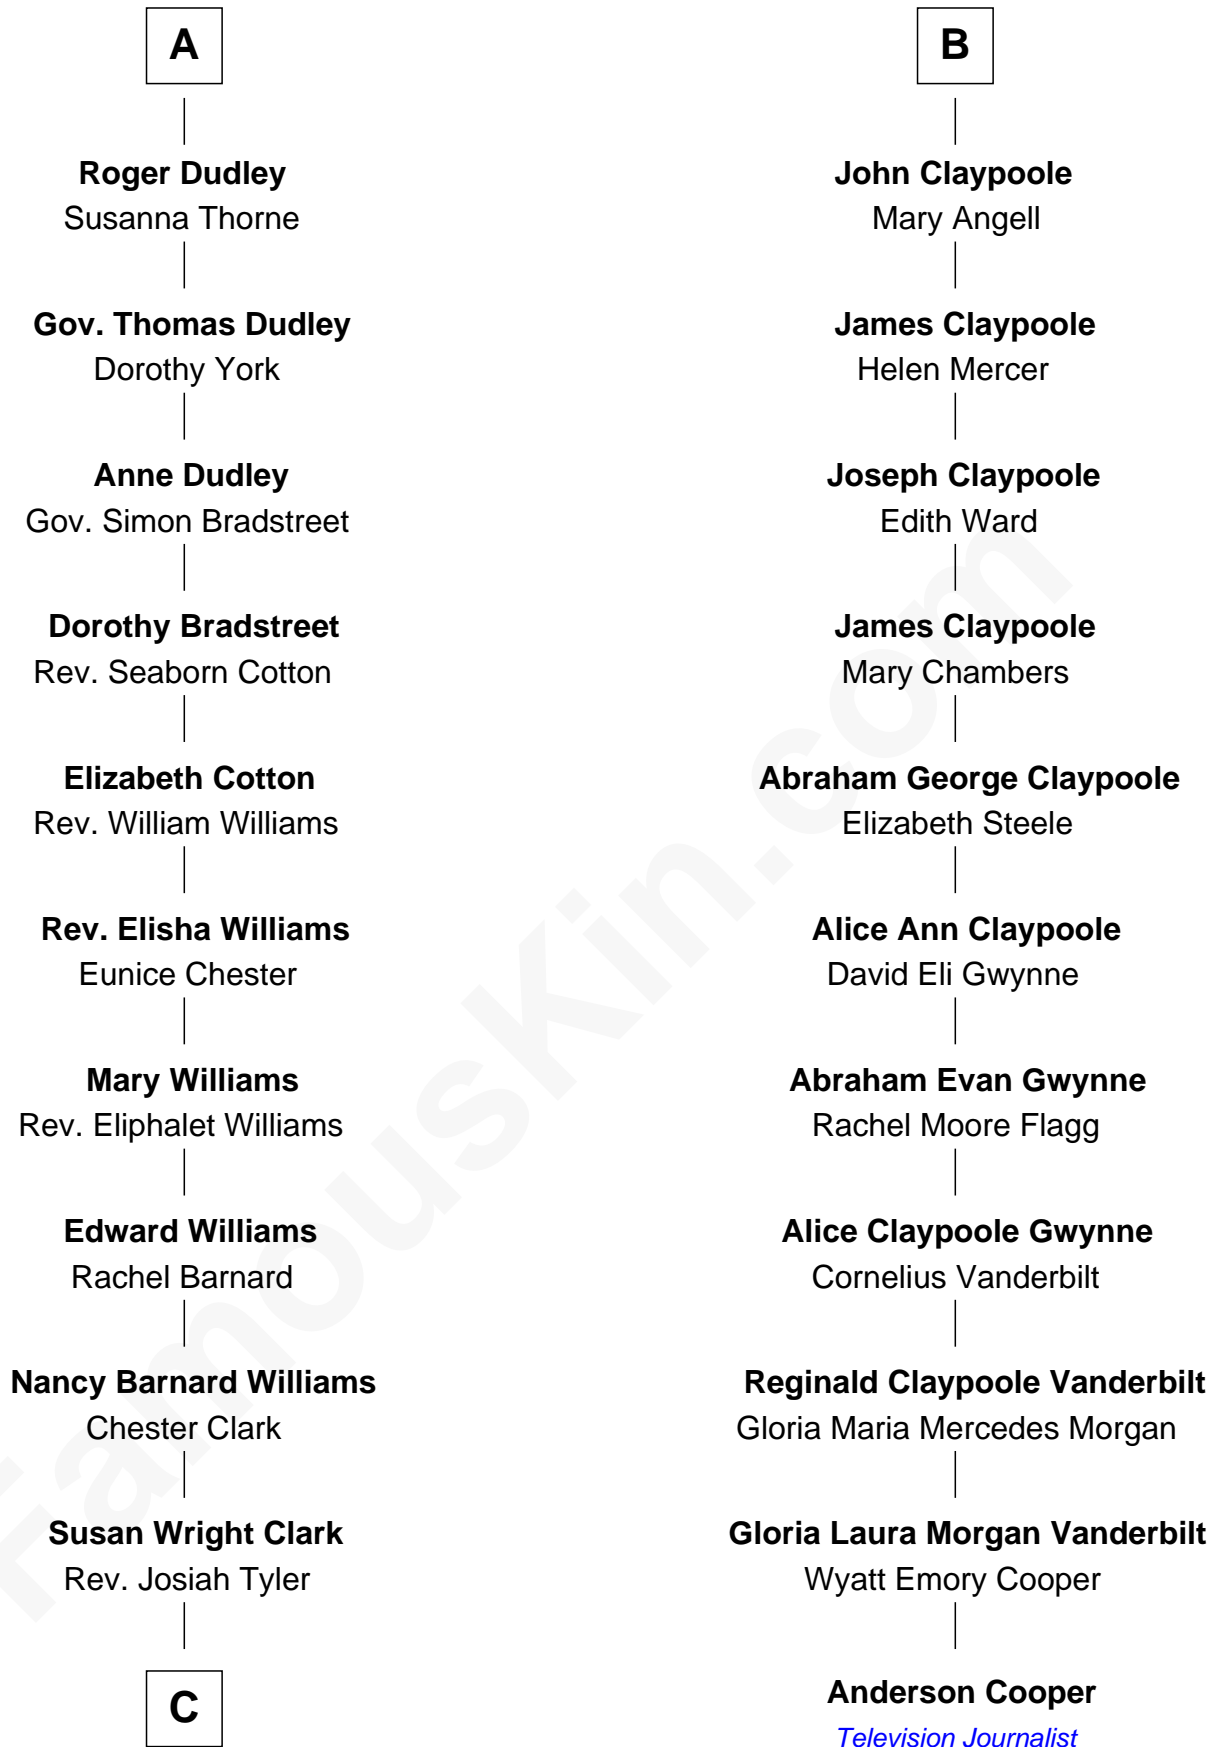 A
Roger Dudley
Susanna Thorne
Gov. Thomas Dudley
Dorothy York
Anne Dudley
Gov. Simon Bradstreet
Dorothy Bradstreet
Rev. Seaborn Cotton
Elizabeth Cotton
Rev. William Williams
Rev. Elisha Williams
Eunice Chester
Mary Williams
Rev. Eliphalet Williams
Edward Williams
Rachel Barnard
Nancy Barnard Williams
Chester Clark
Susan Wright Clark
Rev. Josiah Tyler
C
B
John Claypoole
Mary Angell
James Claypoole
Helen Mercer
Joseph Claypoole
Edith Ward
James Claypoole
Mary Chambers
Abraham George Claypoole
Elizabeth Steele
Alice Ann Claypoole
David Eli Gwynne
Abraham Evan Gwynne
Rachel Moore Flagg
Alice Claypoole Gwynne
Cornelius Vanderbilt
Reginald Claypoole Vanderbilt
Gloria Maria Mercedes Morgan
Gloria Laura Morgan Vanderbilt
Wyatt Emory Cooper
Anderson Cooper
Television Journalist
FamousKin.com